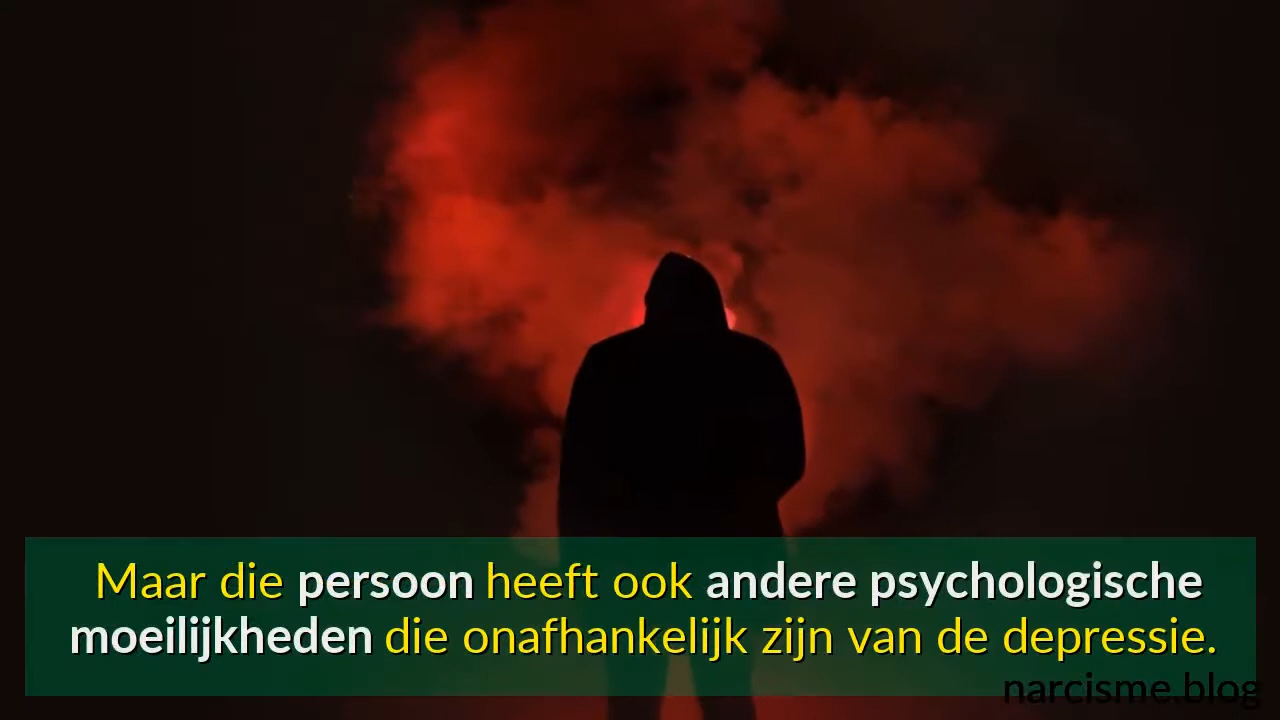 Maar die persoon heeft ook andere psychologische
moeilijkheden die onafhankelijk zijn van de depressie.
narcisme.blog